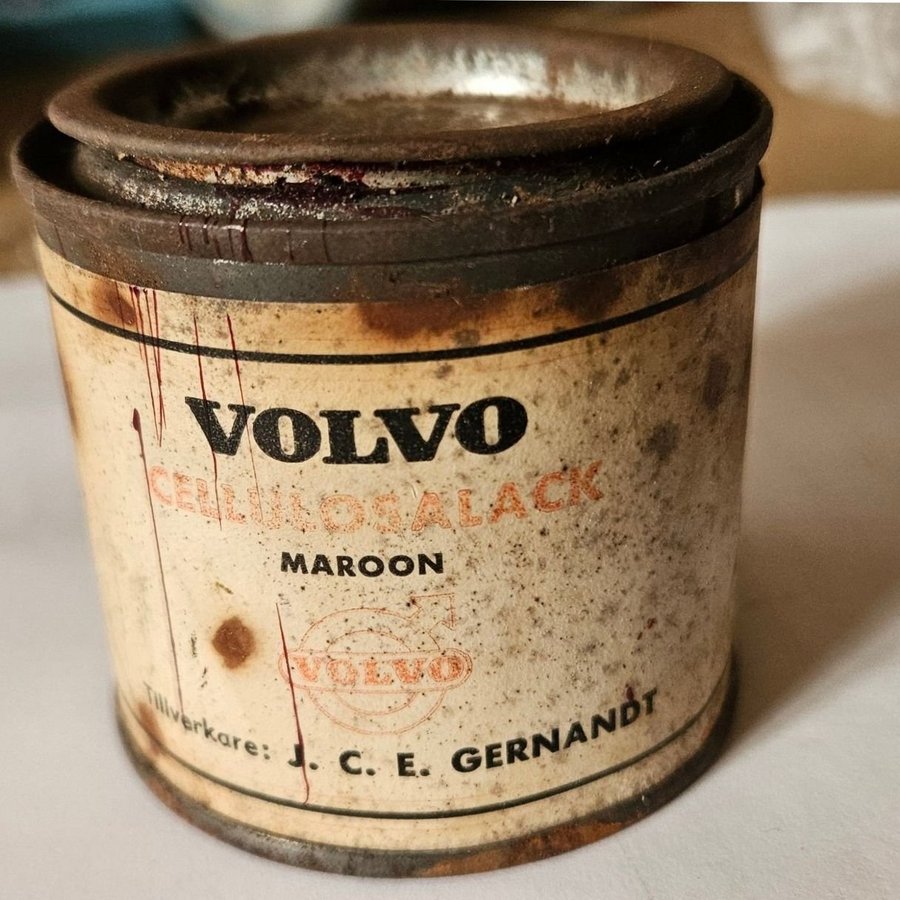 VOLVO
CELLULOSALACK
MAROON
VOLVO
Tillverkare: J. C. E. GERNANDT